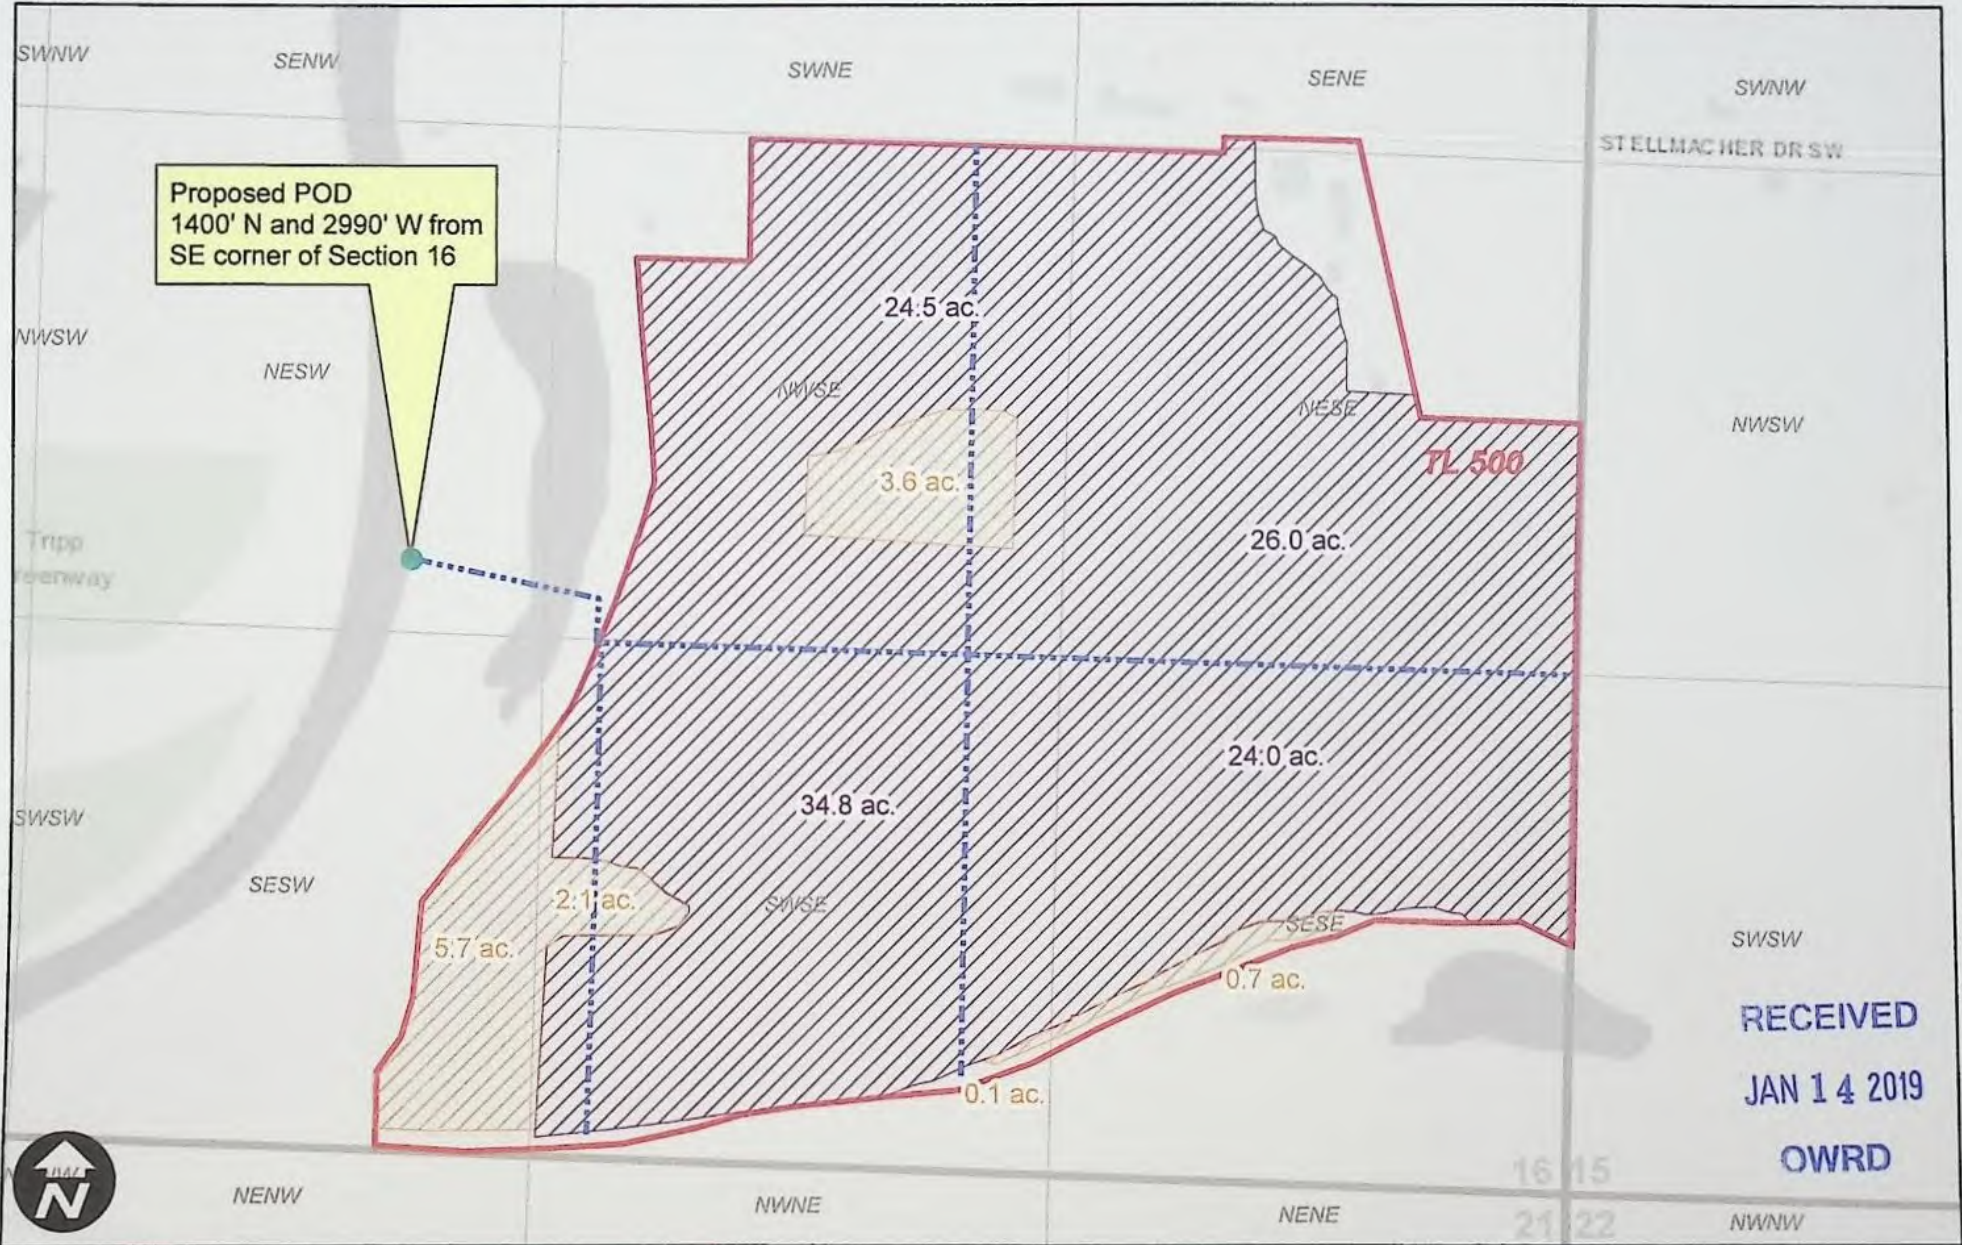 SWNW
SENW
SWNE
SENE
SWNW
STELLMACHER DR SW
Proposed POD
1400' N and 2990' W from
SE corner of Section 16
24.5 ac.
NWSW
NESW
NWSE
NESE
NWSW
TL 500
3.6 ac.
26.0 ac.
Tripp
reenway
24.0 ac.
34.8 ac.
SWSW
SESW
2.1 ac.
SWSE
SESE
5.7 ac.
SWSW
0.7 ac.
RECEIVED
0.1 ac.
JAN 14 2019
OWRD
16 15
N
NENW
NWNE
NENE
21 22
NWNW